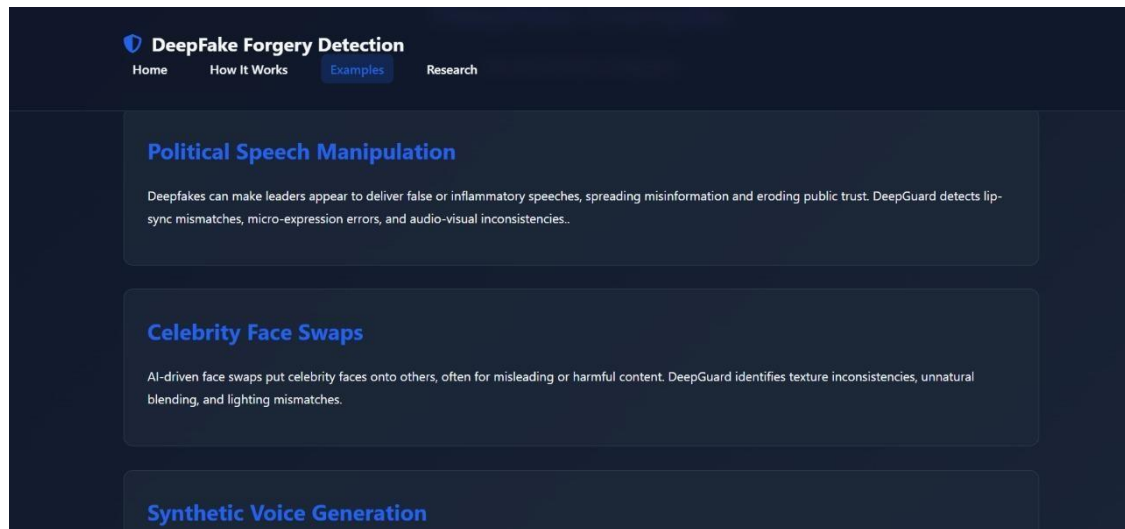 DeepFake Forgery Detection
Home How It Works Examples Research
Political Speech Manipulation
Deepfakes can make leaders appear to deliver false or inflammatory speeches, spreading misinformation and eroding public trust. DeepGuard detects lip-
sync mismatches, micro-expression errors, and audio-visual inconsistencies..
Celebrity Face Swaps
AI-driven face swaps put celebrity faces onto others, often for misleading or harmful content. DeepGuard identifies texture inconsistencies, unnatural
blending, and lighting mismatches.
Synthetic Voice Generation